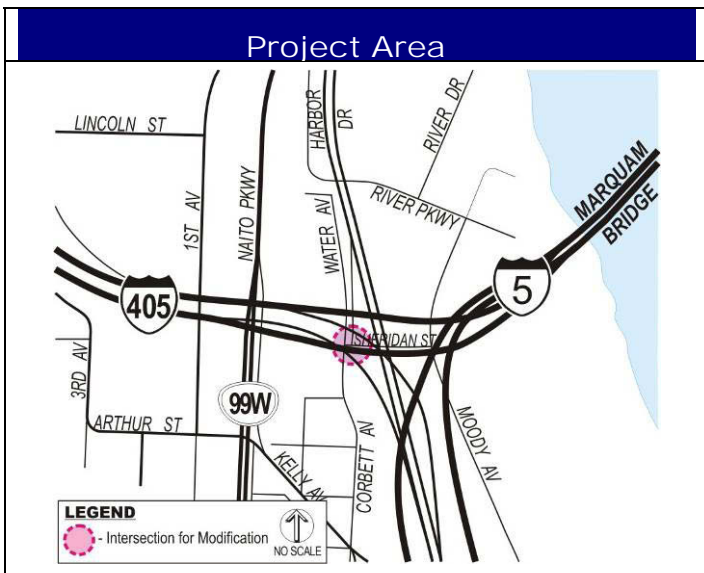 Project Area
LINCOLN ST
1ST AV
NAITO PKWY
HARBOR
DR
RIVER DR
WATER AV
RIVER PKWY
MARQUAM
BRIDGE
405
5
SHERIDAN ST
3RD AV
99W
ARTHUR ST
KELLY AV
CORBETT AV
MOODY AV
LEGEND
- Intersection for Modification
NO SCALE